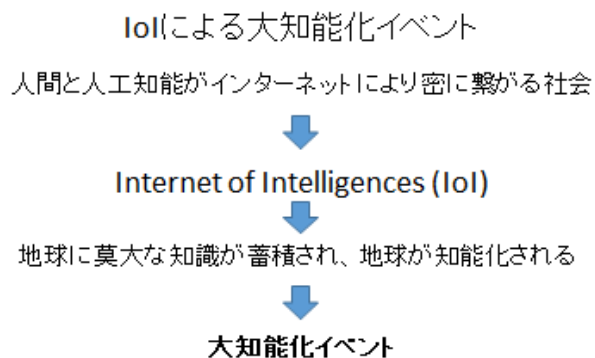 IoIによる大知能化イベント
人間と人工知能がインターネットにより密に繋がる社会
Internet of Intelligences (IoI)
地球に莫大な知識が蓄積され、地球が知能化される
大知能化イベント